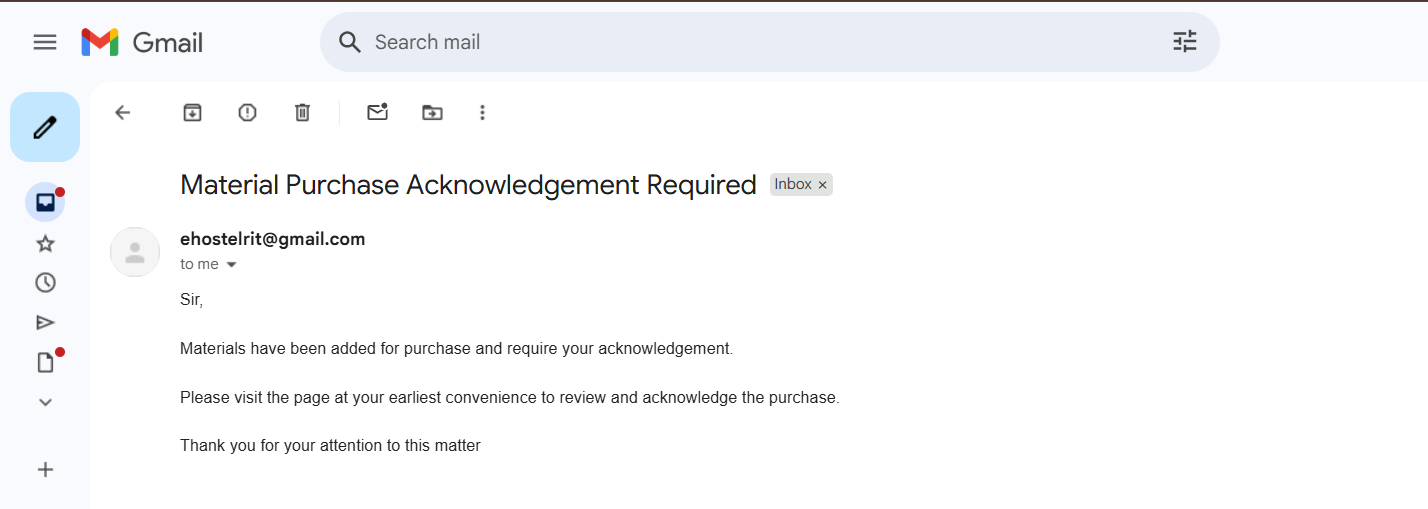 Gmail
Search mail
Material Purchase Acknowledgement Required
Inbox ×
ehostelrit@gmail.com
to me
Sir,
Materials have been added for purchase and require your acknowledgement.
Please visit the page at your earliest convenience to review and acknowledge the purchase.
Thank you for your attention to this matter